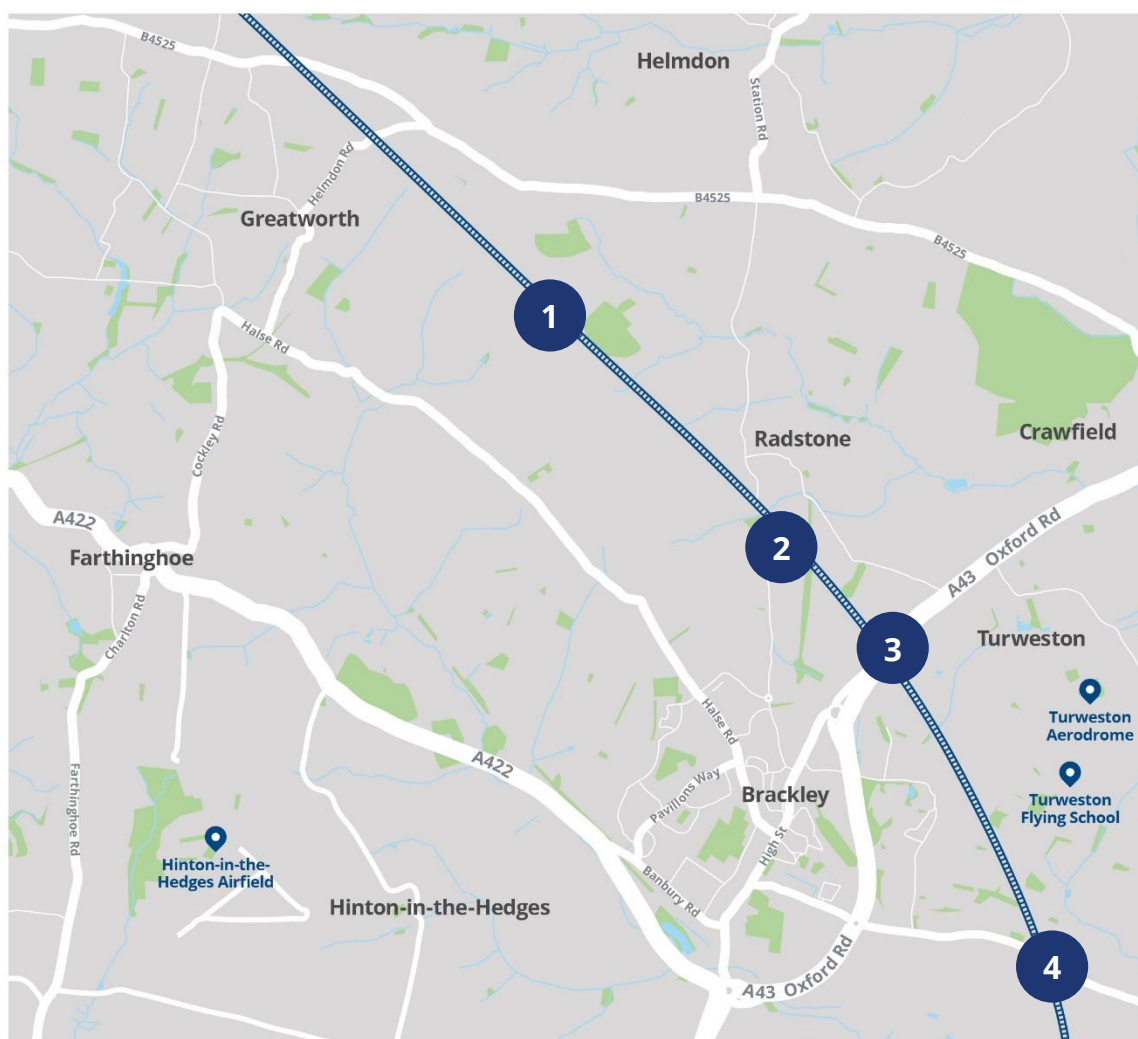 B4525
Helmdon
Station Rd
Helmdon Rd
B4525
Greatworth
B4525
1
Halse Rd
Cockley Rd
Radstone
Crawfield
A422
A43 Oxford Rd
2
Farthinghoe
Charlton Rd
3
Turweston
Turweston
Aerodrome
Halse Rd
A422
Farthinghoe Rd
Pavillons Way
Brackley
Turweston
Flying School
High St
Hinton-in-the-
Hedges Airfield
Banbury Rd
Hinton-in-the-Hedges
4
A43 Oxford Rd